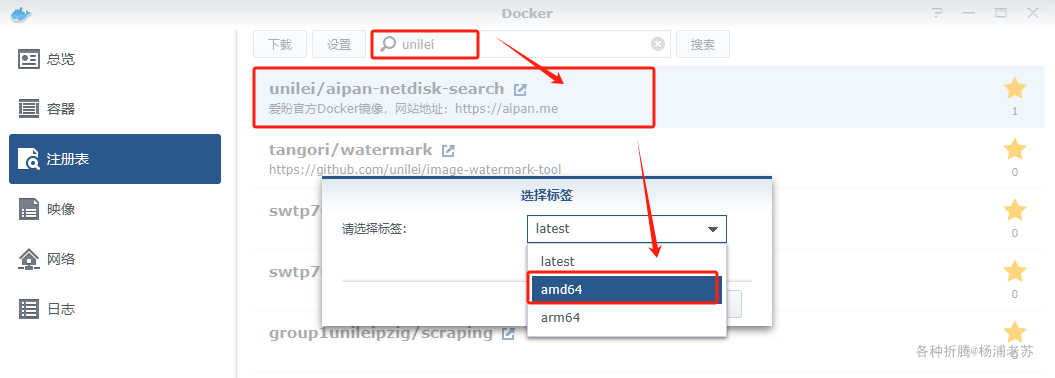 Docker
总览
容器
注册表
映像
网络
日志
下载
设置
unilei
搜索
unilei/aipan-netdisk-search
爱盼官方Docker镜像，网站地址：https://aipan.me
1
tangori/watermark
https://github.com/unilei/image-watermark-tool
0
swtp7
0
swtp7
0
group1unileipzig/scraping
选择标签
请选择标签:
latest
latest
amd64
arm64
各种折腾@杨浦老苏